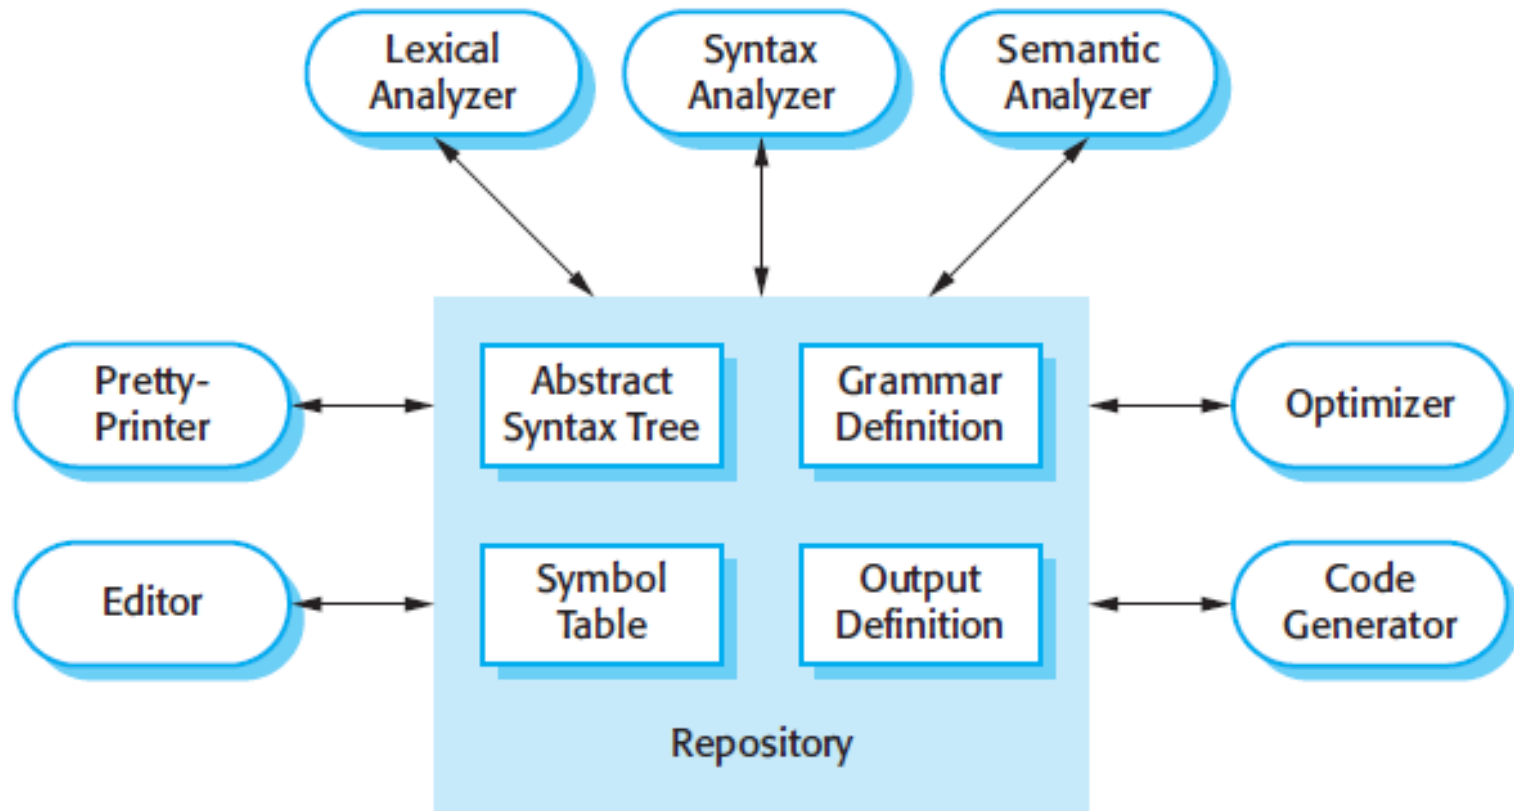 Lexical
Analyzer
Syntax
Analyzer
Semantic
Analyzer
Pretty-
Printer
Abstract
Syntax Tree
Grammar
Definition
Optimizer
Editor
Symbol
Table
Output
Definition
Code
Generator
Repository